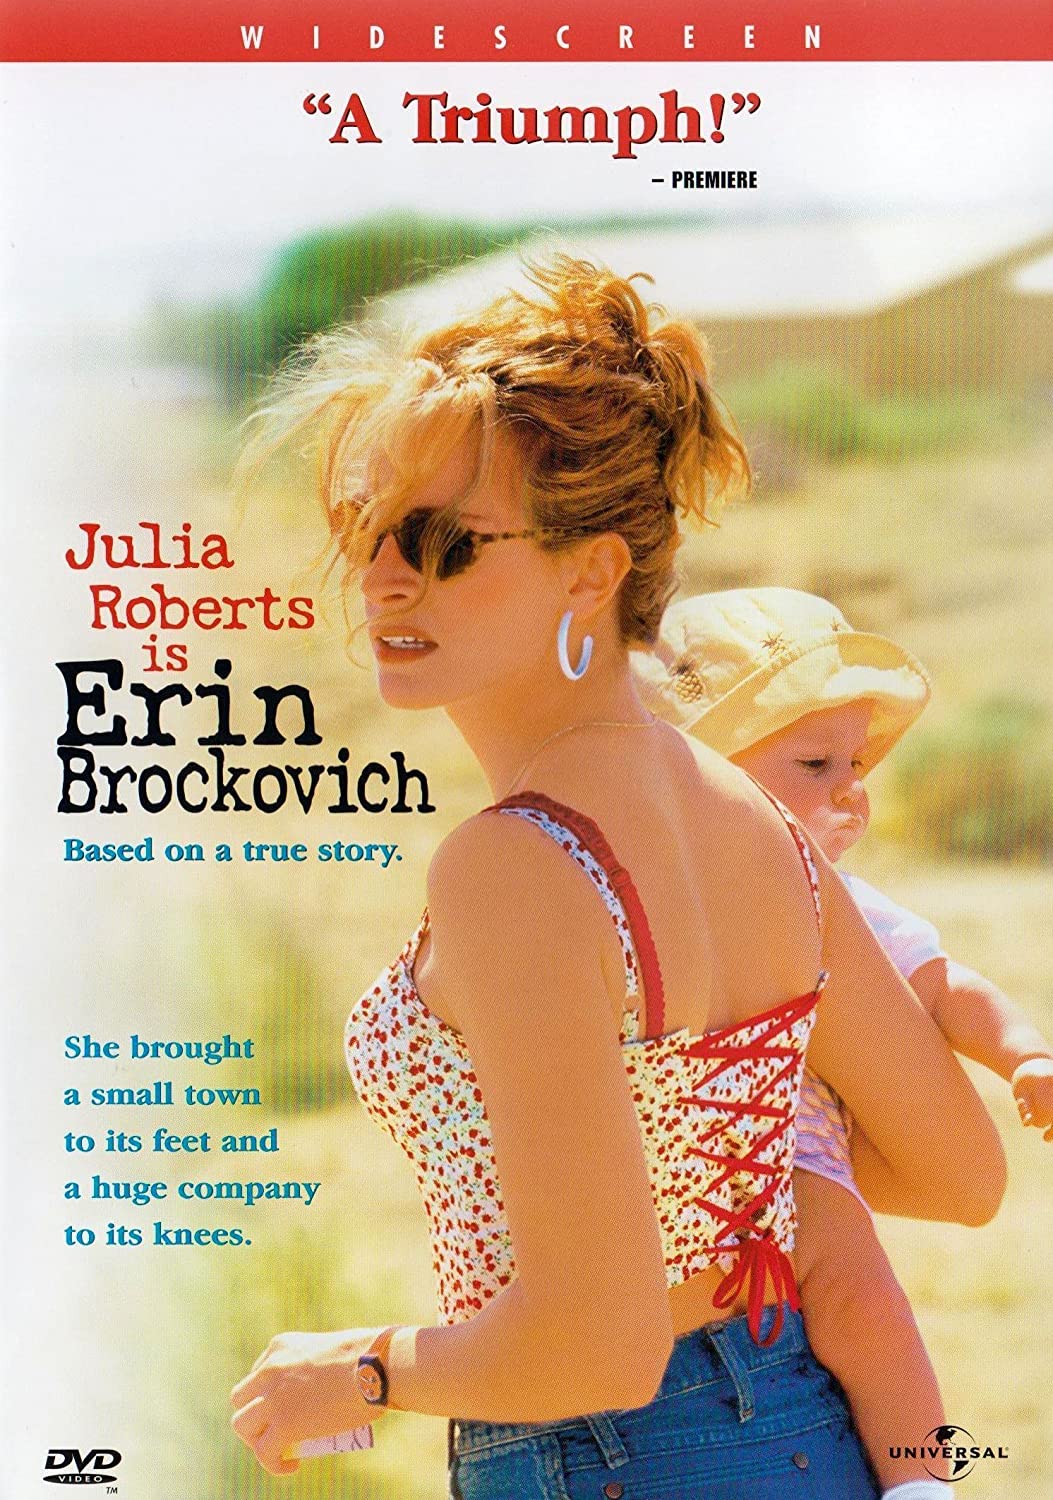 WIDESCREEN
“A Triumph!”
– PREMIERE
Julia
Roberts
is
Erin
Brockovich
Based on a true story.
She brought
a small town
to its feet and
a huge company
to its knees.
DVD
VIDEO
TM
UNIVERSAL